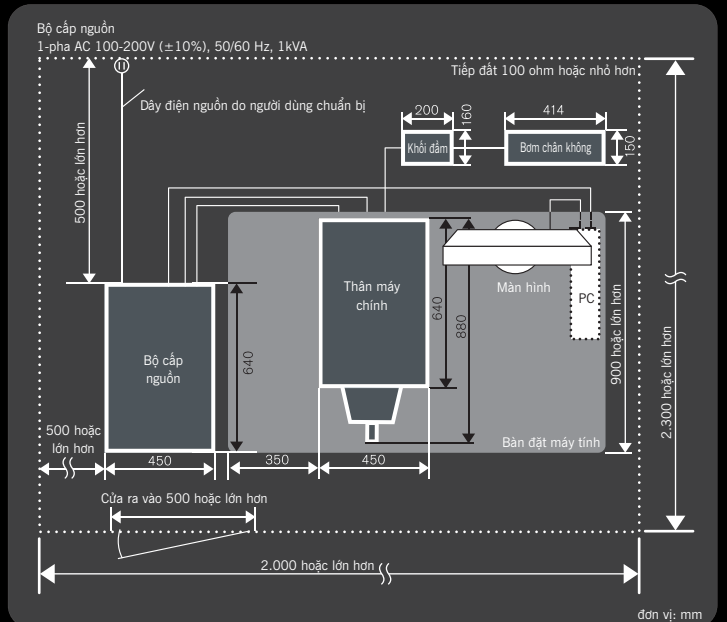 Bộ cấp nguồn
1-pha AC 100-200V (±10%), 50/60 Hz, 1kVA
Tiếp đất 100 ohm hoặc nhỏ hơn
Dây điện nguồn do người dùng chuẩn bị
200
160
414
150
Khối đầm
Bơm chân không
500 hoặc lớn hơn
Thân máy
chính
Màn hình
PC
640
880
900 hoặc lớn hơn
2.300 hoặc lớn hơn
Bộ cấp
nguồn
640
500 hoặc
lớn hơn
Bàn đặt máy tính
450
350
450
Cửa ra vào 500 hoặc lớn hơn
2.000 hoặc lớn hơn
đơn vị: mm